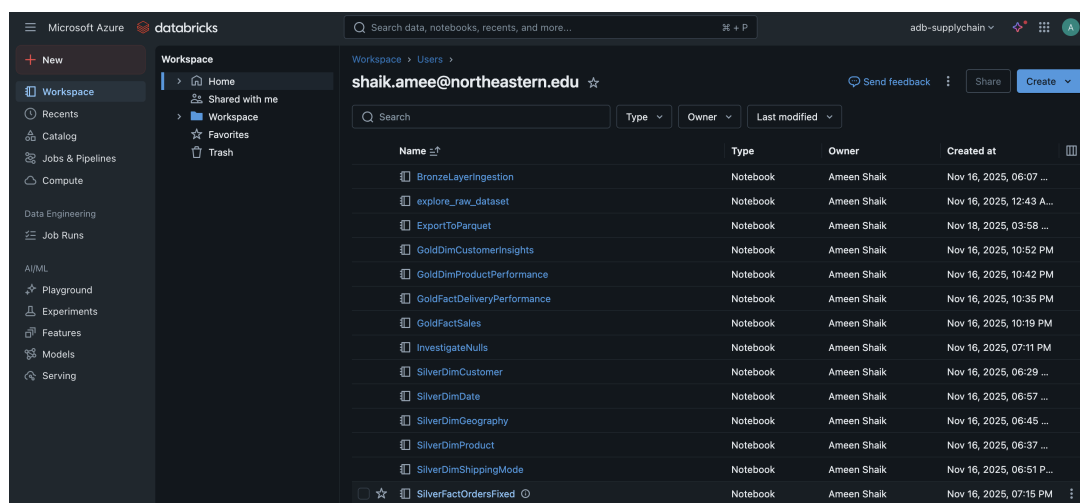 Microsoft Azure databricks
Search data, notebooks, recents, and more...
⌘ + P
adb-supplychain
A
New
Workspace
Recents
Catalog
Jobs & Pipelines
Compute
Data Engineering
Job Runs
AI/ML
Playground
Experiments
Features
Models
Serving
Workspace
Home
Shared with me
Workspace
Favorites
Trash
Workspace > Users >
shaik.amee@northeastern.edu
Send feedback
Share
Create
Search
Type
Owner
Last modified
Name Type Owner Created at
BronzeLayerIngestion Notebook Ameen Shaik Nov 16, 2025, 06:07 ...
explore_raw_dataset Notebook Ameen Shaik Nov 16, 2025, 12:43 A...
ExportToParquet Notebook Ameen Shaik Nov 18, 2025, 03:58 ...
GoldDimCustomerInsights Notebook Ameen Shaik Nov 16, 2025, 10:52 PM
GoldDimProductPerformance Notebook Ameen Shaik Nov 16, 2025, 10:42 PM
GoldFactDeliveryPerformance Notebook Ameen Shaik Nov 16, 2025, 10:35 PM
GoldFactSales Notebook Ameen Shaik Nov 16, 2025, 10:19 PM
InvestigateNulls Notebook Ameen Shaik Nov 16, 2025, 07:11 PM
SilverDimCustomer Notebook Ameen Shaik Nov 16, 2025, 06:29 ...
SilverDimDate Notebook Ameen Shaik Nov 16, 2025, 06:57 ...
SilverDimGeography Notebook Ameen Shaik Nov 16, 2025, 06:45 ...
SilverDimProduct Notebook Ameen Shaik Nov 16, 2025, 06:37 ...
SilverDimShippingMode Notebook Ameen Shaik Nov 16, 2025, 06:51 P...
SilverFactOrdersFixed Notebook Ameen Shaik Nov 16, 2025, 07:15 PM